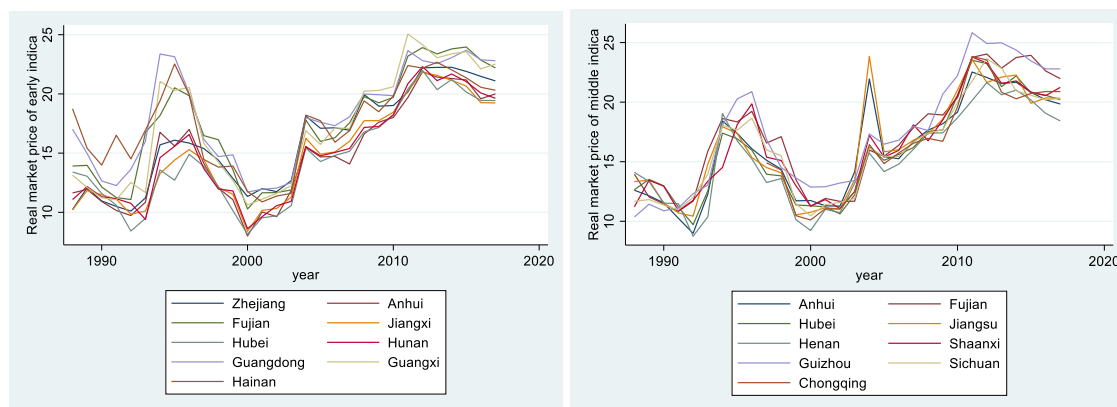 Real market price of early indica
25
20
15
10
1990
2000
2010
2020
year
Zhejiang
Anhui
Fujian
Jiangxi
Hubei
Hunan
Guangdong
Guangxi
Hainan
Real market price of middle indica
25
20
15
10
1990
2000
2010
2020
year
Anhui
Fujian
Hubei
Jiangsu
Henan
Shaanxi
Guizhou
Sichuan
Chongqing